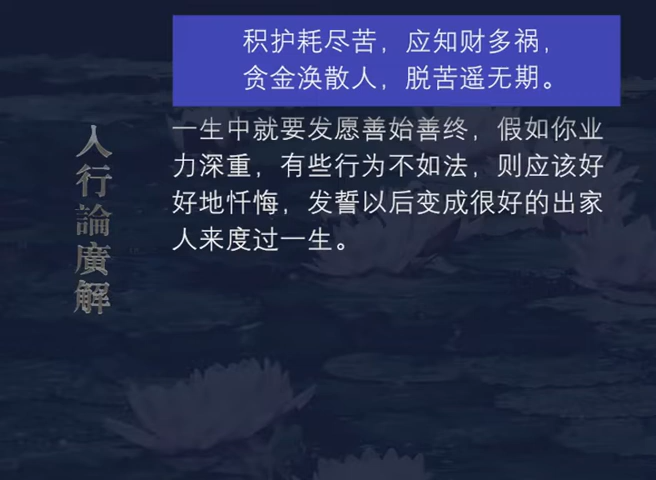 积护耗尽苦，应知财多祸，
贪金涣散人，脱苦遥无期。
一生中就要发愿善始善终，假如你业
力深重，有些行为不如法，则应该好
好地忏悔，发誓以后变成很好的出家
人来度过一生。
入行論廣解